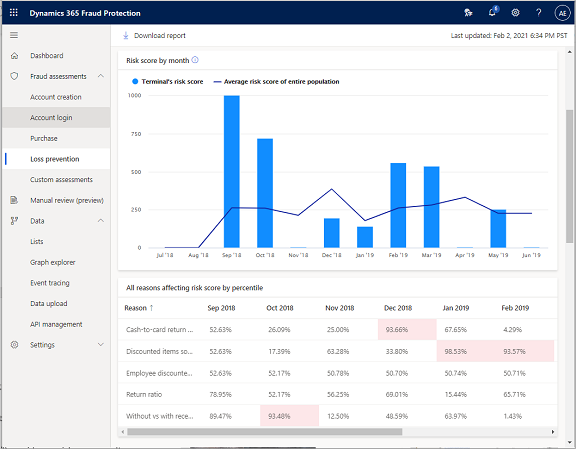 Dynamics 365 Fraud Protection
6
?
AE
Download report
Last updated: Feb 2, 2021 6:34 PM PST
Dashboard
Fraud assessments
Account creation
Account login
Purchase
Loss prevention
Custom assessments
Manual review (preview)
Data
Lists
Graph explorer
Event tracing
Data upload
API management
Settings
Risk score by month
Terminal's risk score
Average risk score of entire population
1000
750
500
250
0
Jul '18 Aug '18 Sep '18 Oct '18 Nov '18 Dec '18 Jan '19 Feb '19 Mar '19 Apr '19 May '19 Jun '19
All reasons affecting risk score by percentile
Reason ↑ Sep 2018 Oct 2018 Nov 2018 Dec 2018 Jan 2019 Feb 2019
Cash-to-card return ... 52.63% 26.09% 25.00% 93.66% 67.65% 4.29%
Discounted items so... 52.63% 17.39% 63.28% 33.80% 98.53% 93.57%
Employee discounte... 52.63% 52.17% 50.78% 70.70% 50.74% 50.71%
Return ratio 78.95% 52.17% 56.25% 69.01% 15.44% 65.71%
Without vs with rece... 89.47% 93.48% 12.50% 48.59% 63.97% 1.43%